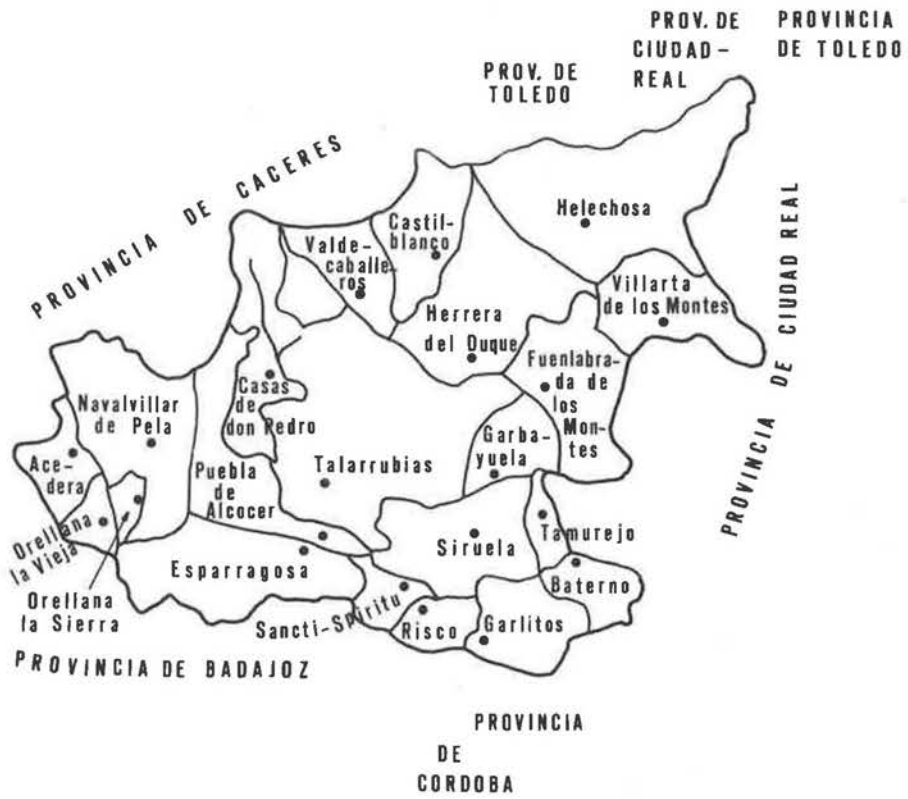 PROV. DE
CIUDAD-
REAL
PROVINCIA
DE TOLEDO
PROV. DE
TOLEDO
PROVINCIA DE CACERES
PROVINCIA DE CIUDAD REAL
Helechosa
Castil-
blanco
Valde-
caballe-
ros
Villarta
de los Montes
Herrera
del Duque
Fuenlabra-
da de
los
Mon-
tes
Casas
de
don Pedro
Navalvillar
de Pela
Garba-
yuela
Ace-
dera
Puebla
de
Alcocer
Talarrubias
Orellana
la Vieja
Siruela
Tamurejo
Esparragosa
Baterno
Orellana
la Sierra
Sancti-Spiritu
Risco
Garlitos
PROVINCIA DE BADAJOZ
PROVINCIA
DE
CORDOBA